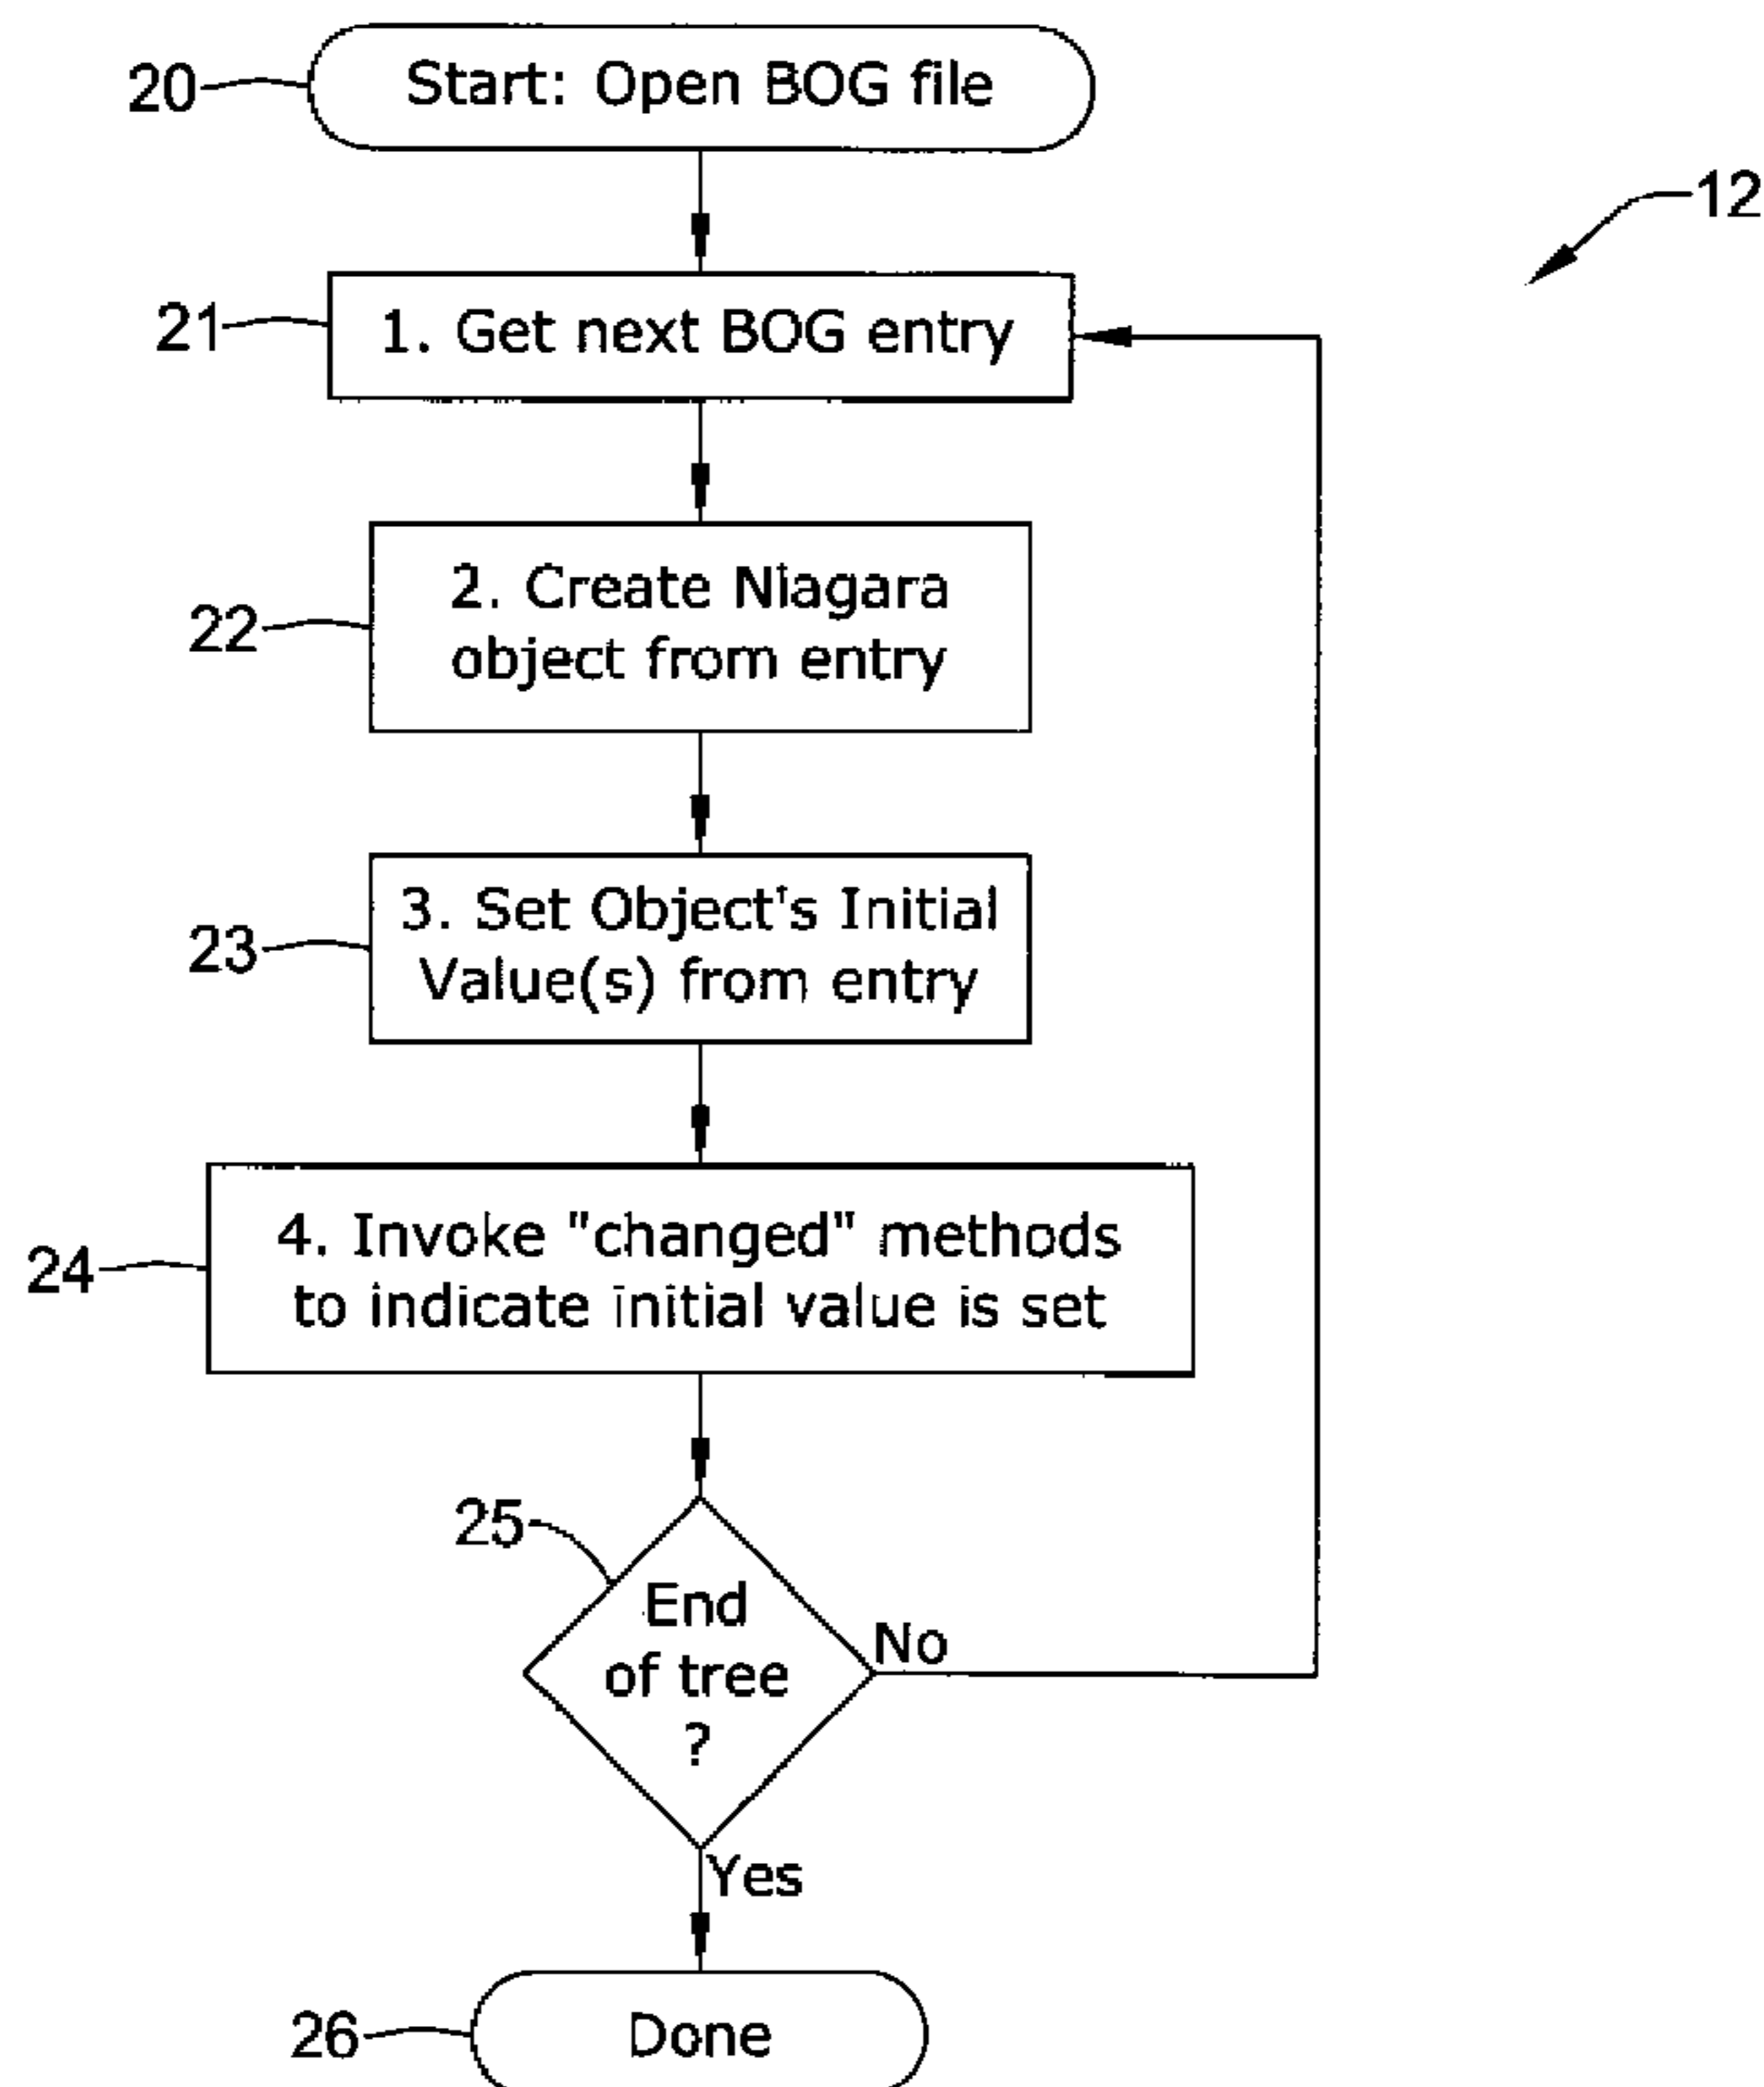 20
Start: Open BOG file
12
21
1. Get next BOG entry
2. Create Niagara
22
object from entry
3. Set Object's Initial
23
Value(s) from entry
4. Invoke "changed" methods
24
to indicate initial value is set
25
End
No
of tree
?
Yes
26
Done